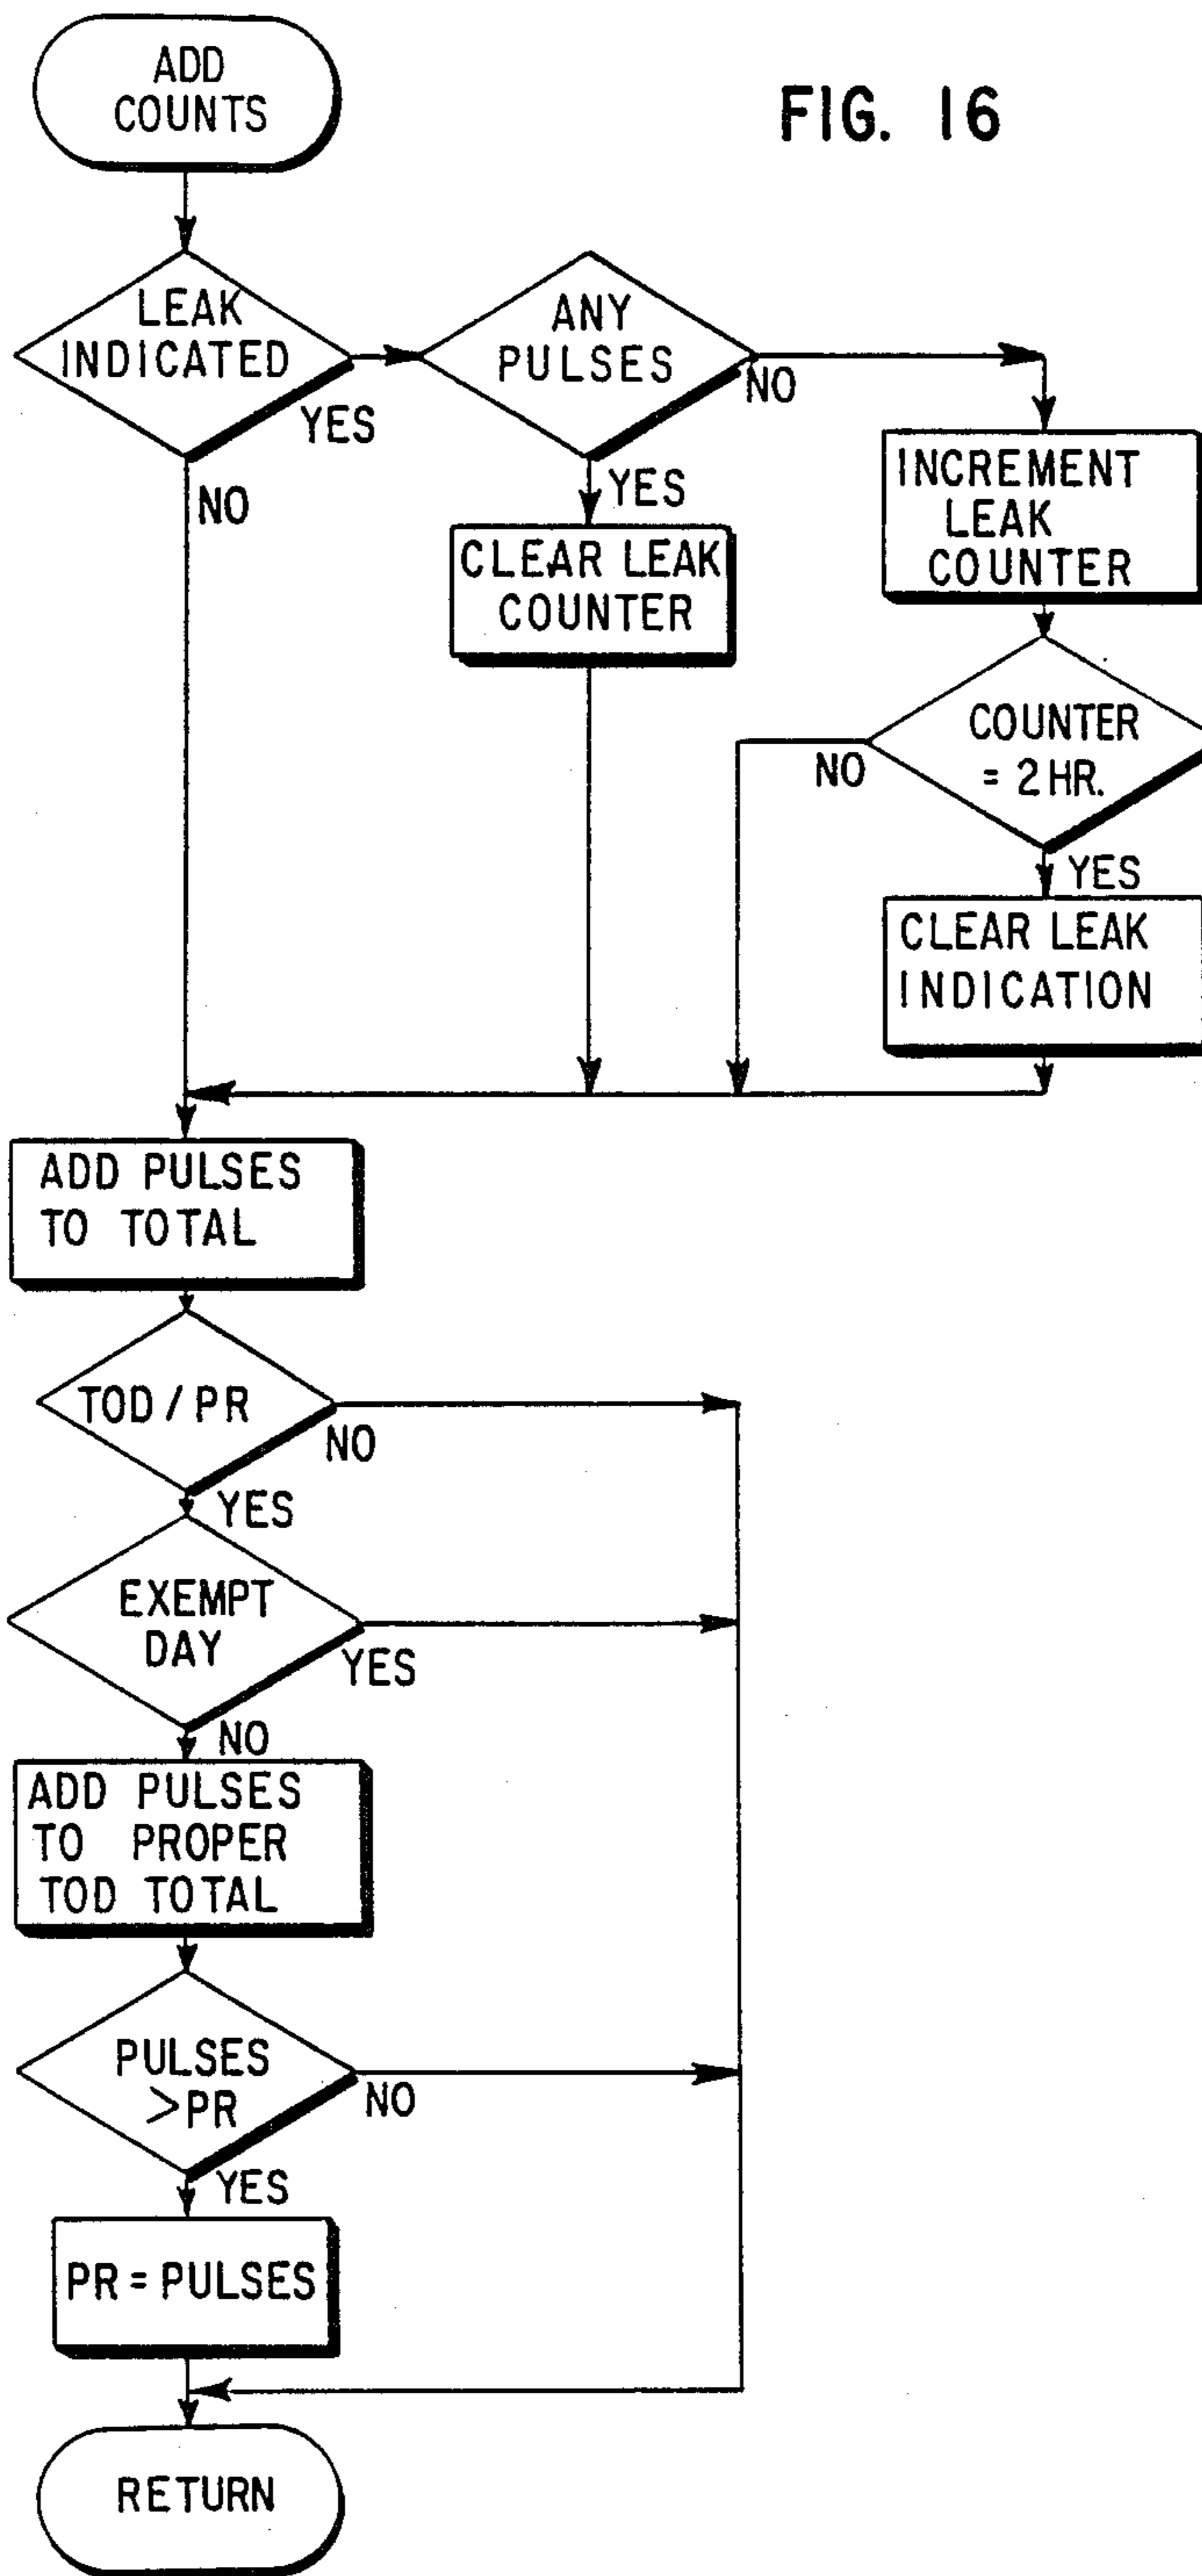 FIG. 16
ADD
COUNTS
LEAK
INDICATED
YES
NO
ANY
PULSES
NO
YES
CLEAR LEAK
COUNTER
INCREMENT
LEAK
COUNTER
COUNTER
= 2 HR.
NO
YES
CLEAR LEAK
INDICATION
ADD PULSES
TO TOTAL
TOD / PR
NO
YES
EXEMPT
DAY
YES
NO
ADD PULSES
TO PROPER
TOD TOTAL
PULSES
>PR
NO
YES
PR = PULSES
RETURN